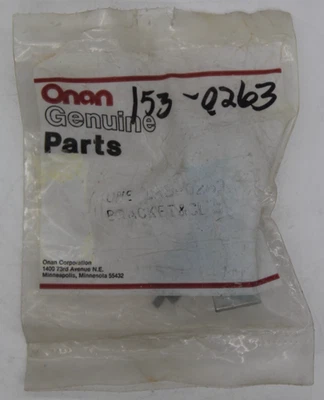 Onan
153-0263
Genuine
Parts
Onan Corporation
1400 73rd Avenue N.E.
Minneapolis, Minnesota 55432